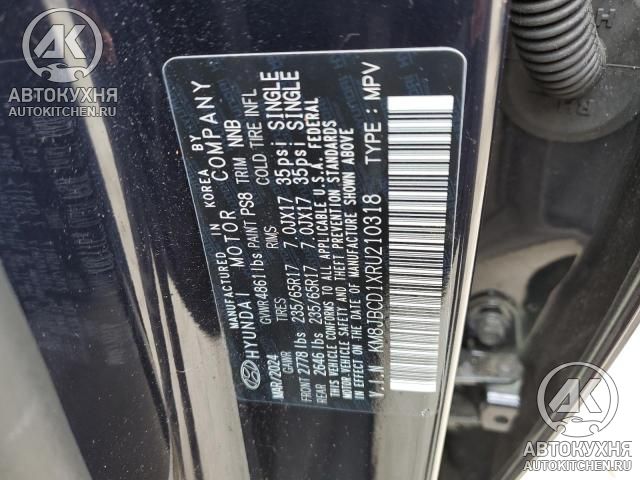 АВТОКУХНЯ
AUTOKITCHEN.RU
MANUFACTURED IN KOREA BY
HYUNDAI MOTOR COMPANY
MAR/2024 GVWR 4861lbs PAINT PS8 TRIM NNB
GAWR TIRES RIMS COLD TIRE INFL
FRONT 2778 lbs 235/65R17 7.0JX17 35psi SINGLE
REAR 2646 lbs 235/65R17 7.0JX17 35psi SINGLE
THIS VEHICLE CONFORMS TO ALL APPLICABLE U.S.A. FEDERAL
MOTOR VEHICLE SAFETY AND THEFT PREVENTION STANDARDS
IN EFFECT ON THE DATE OF MANUFACTURE SHOWN ABOVE.
V.I.N : KM8JBCD1XRU210318 TYPE : MPV
АВТОКУХНЯ
AUTOKITCHEN.RU